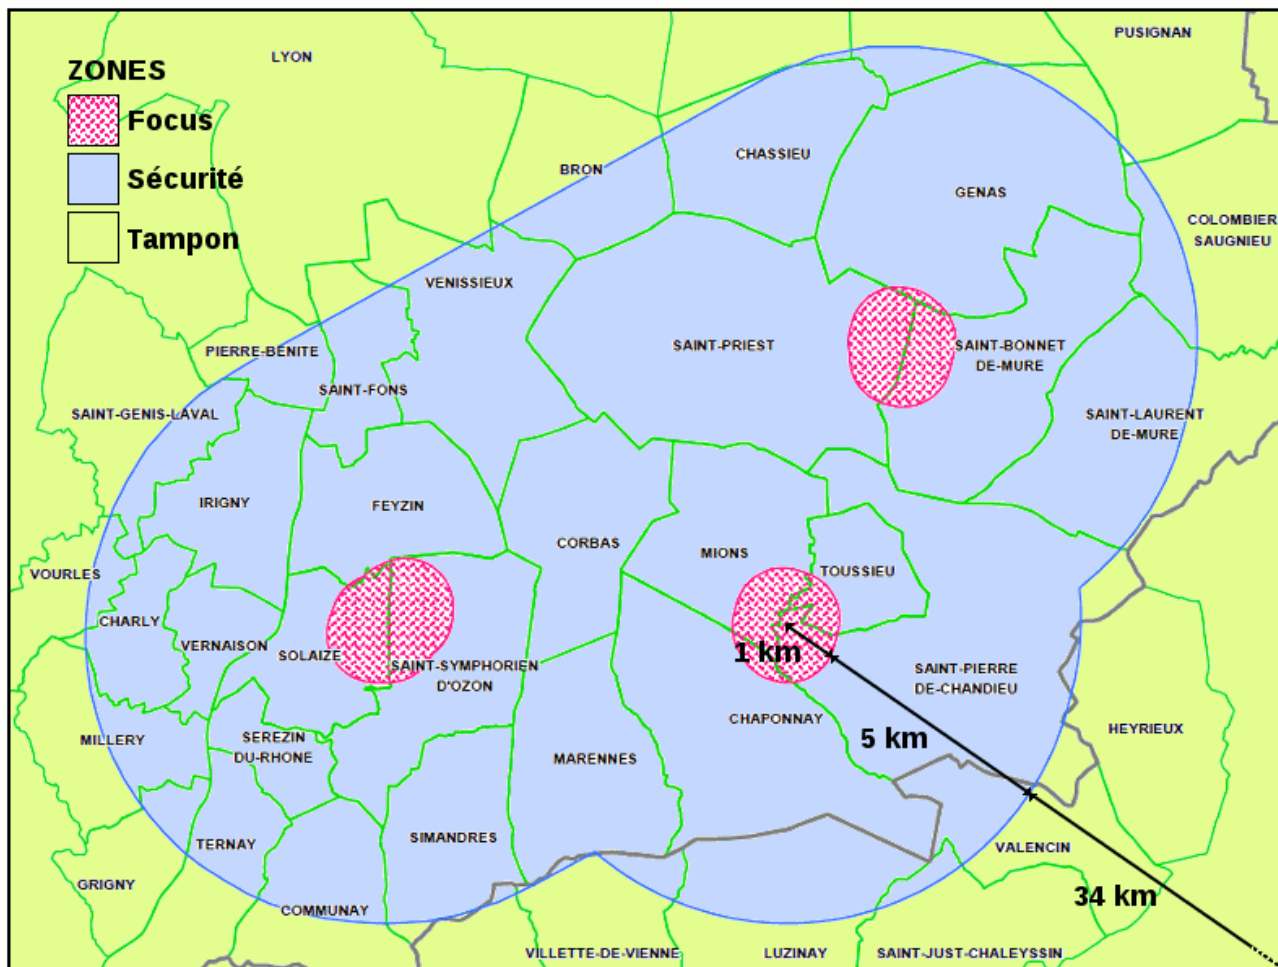 PUSIGNAN
LYON
ZONES
Focus
Sécurité
Tampon
BRON
CHASSIEU
GENAS
COLOMBIER
SAUGNIEU
VENISSIEUX
PIERRE-BENITE
SAINT-FONS
SAINT-PRIEST
SAINT-BONNET
DE-MURE
SAINT-GENIS-LAVAL
SAINT-LAURENT
DE-MURE
IRIGNY
FEYZIN
CORBAS
MIONS
TOUSSIEU
VOURLES
CHARLY
VERNAISON
SOLAIZE
SAINT-SYMPHORIEN
D'OZON
1 km
SAINT-PIERRE
DE-CHANDIEU
CHAPONNAY
5 km
HEYRIEUX
MILLERY
SEREZIN
DU-RHONE
MARENNES
TERNAY
SIMANDRES
VALENCIN
GRIGNY
34 km
COMMUNAY
VILLETTE-DE-VIENNE
LUZINAY
SAINT-JUST-CHALEYSSIN